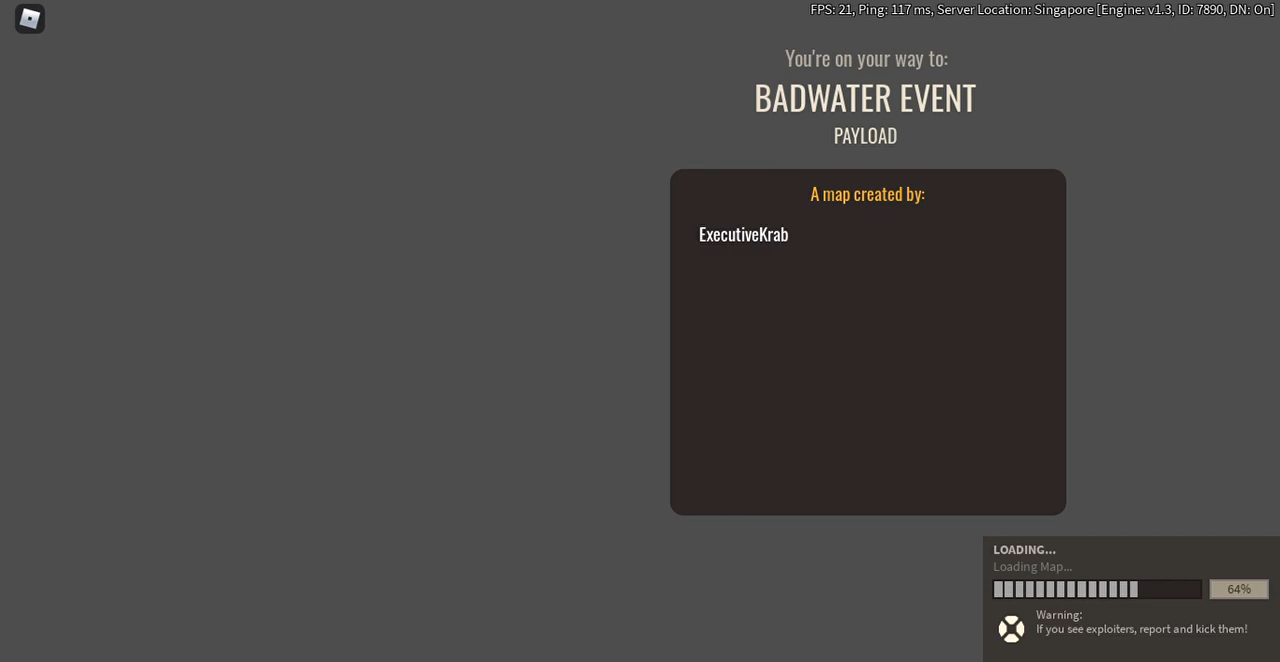 FPS: 21, Ping: 117 ms, Server Location: Singapore [Engine: v1.3, ID: 7890, DN: On]
You're on your way to:
BADWATER EVENT
PAYLOAD
A map created by:
ExecutiveKrab
LOADING...
Loading Map...
64%
Warning:
If you see exploiters, report and kick them!